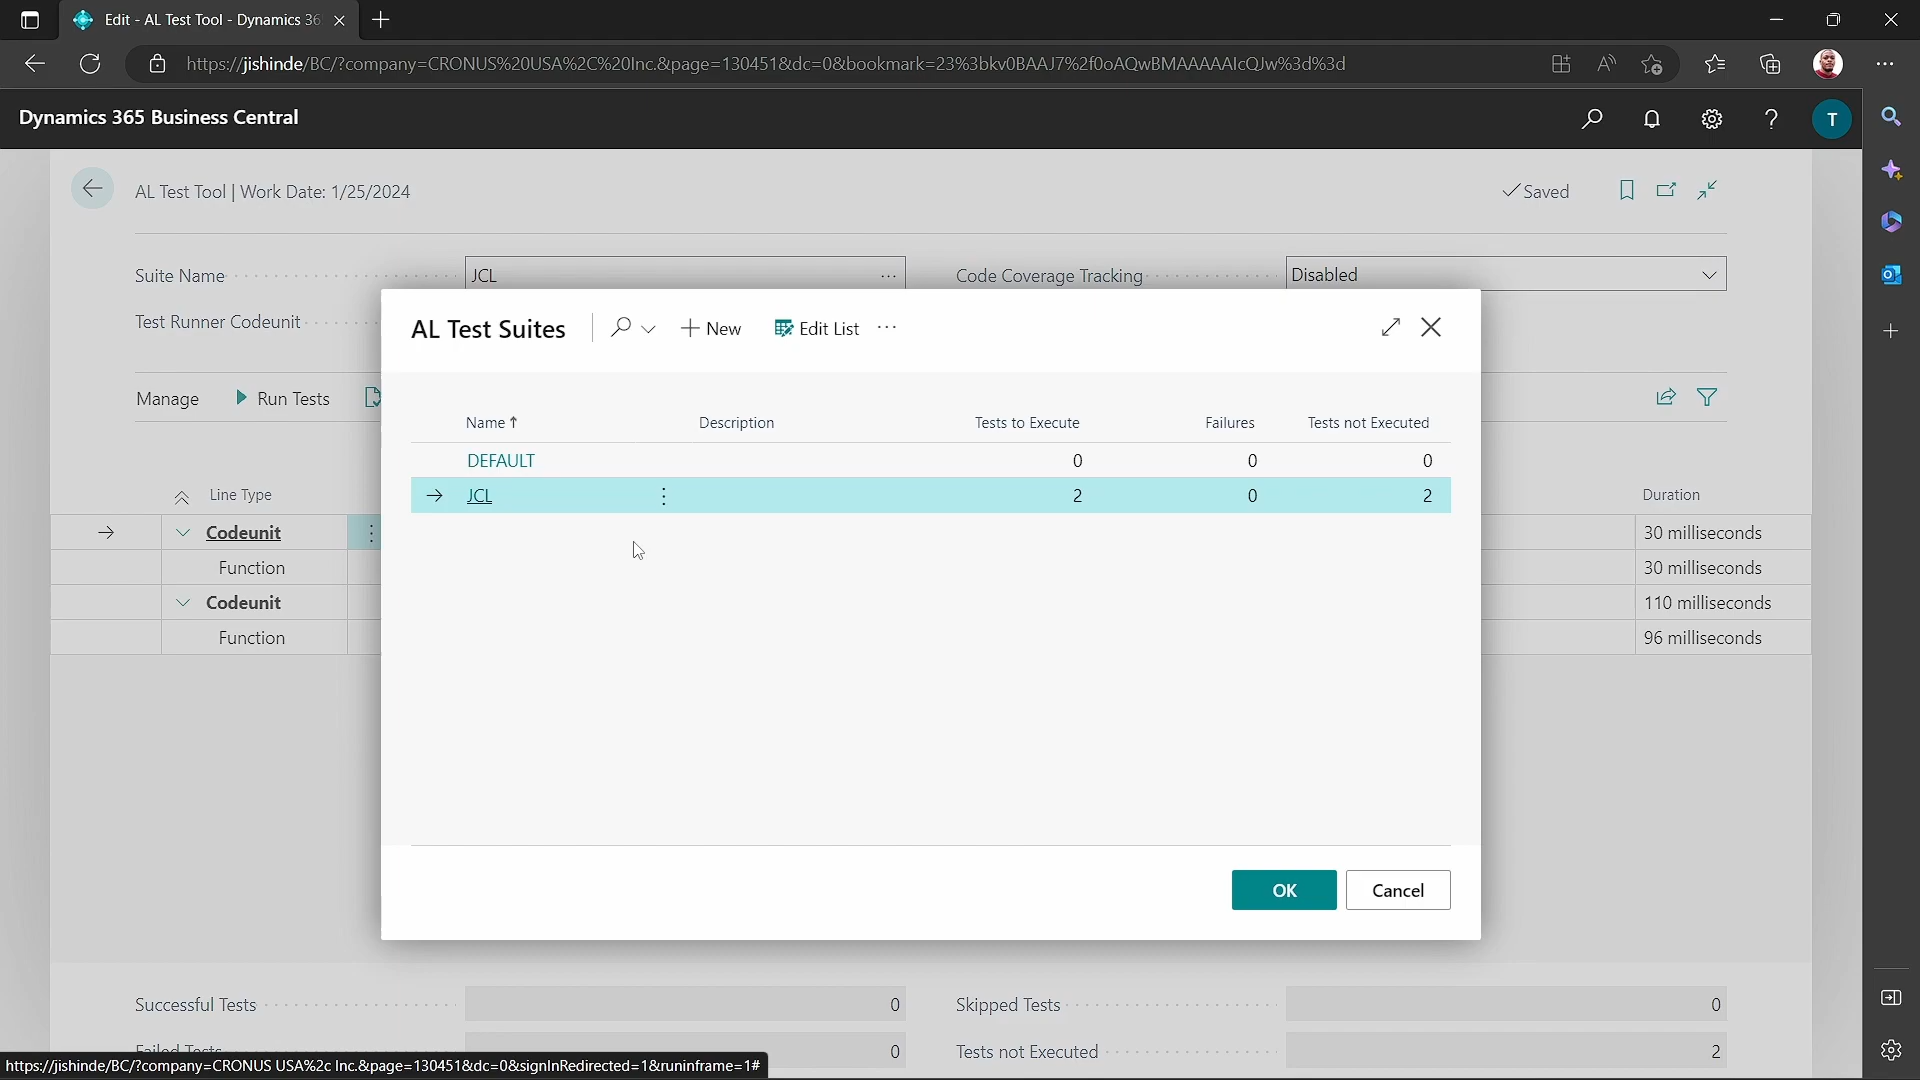 Edit - AL Test Tool - Dynamics 36
https://jishinde/BC/?company=CRONUS%20USA%2C%20Inc.&page=130451&dc=0&bookmark=23%3bkv0BAAJ7%2f0oAQwBMAAAAAIcQJw%3d%3d
Dynamics 365 Business Central
T
AL Test Tool | Work Date: 1/25/2024
Saved
Suite Name
JCL
Code Coverage Tracking
Disabled
Test Runner Codeunit
AL Test Suites
New
Edit List
Manage
Run Tests
Name ↑ Description Tests to Execute Failures Tests not Executed
DEFAULT 0 0 0
JCL 2 0 2
Line Type
Duration
Codeunit
30 milliseconds
Function
30 milliseconds
Codeunit
110 milliseconds
Function
96 milliseconds
OK
Cancel
Successful Tests 0
Skipped Tests 0
Failed Tests 0
Tests not Executed 2
https://jishinde/BC/?company=CRONUS USA%2c Inc.&page=130451&dc=0&signInRedirected=1&runinframe=1#